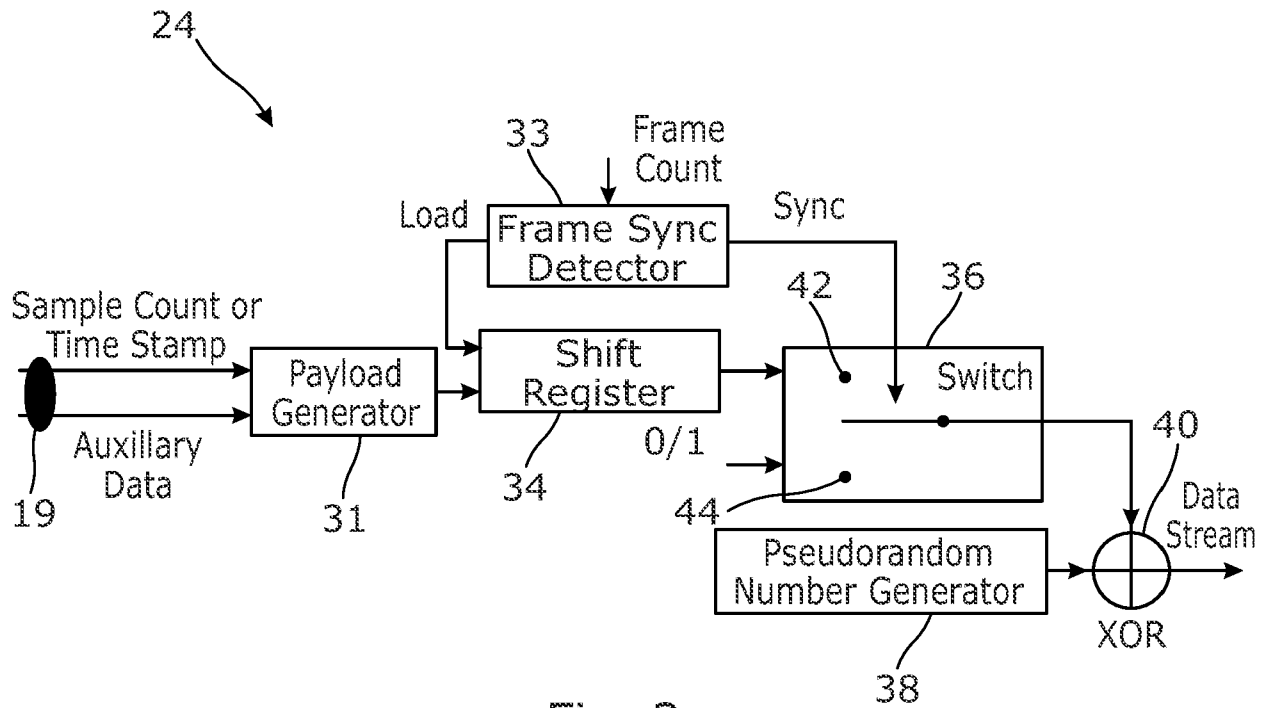 24
33
Frame
Count
Load
Sync
Frame Sync
Detector
42
36
Sample Count or
Time Stamp
Shift
Register
Switch
Payload
Generator
0/1
40
Auxillary
Data
34
19
31
44
Data
Stream
Pseudorandom
Number Generator
XOR
38